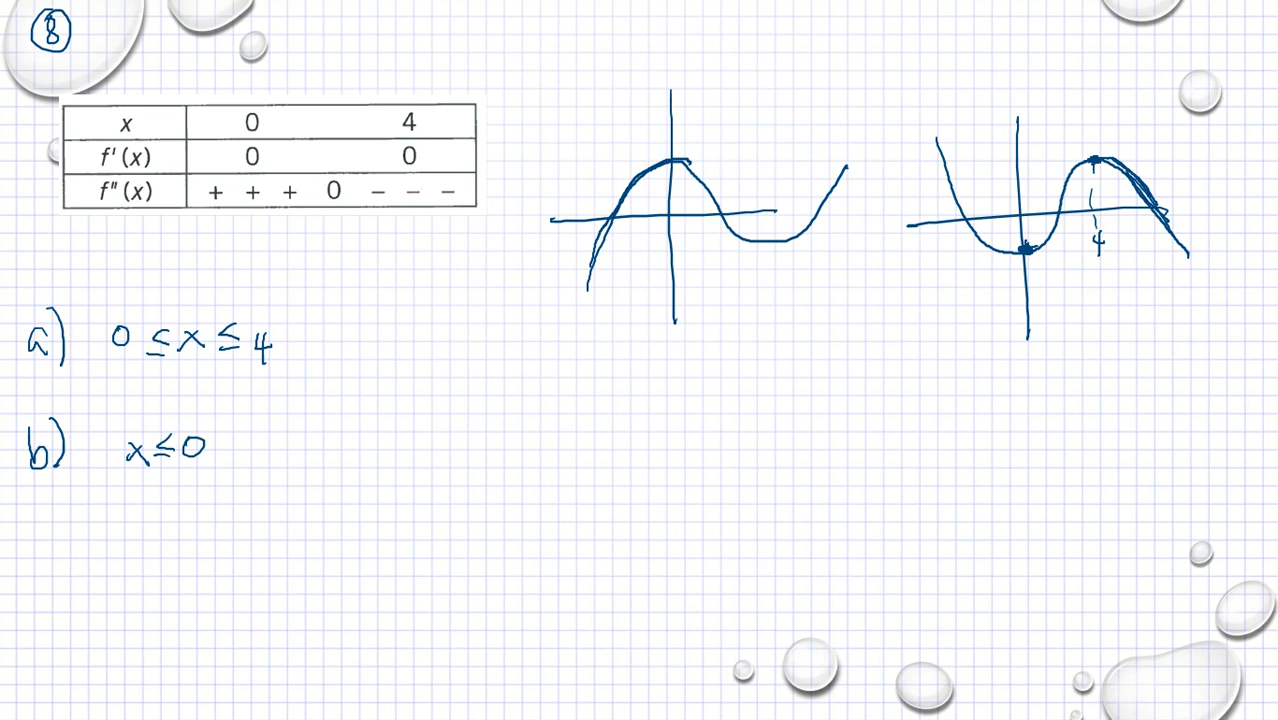 8
x 0 4
f'(x) 0 0
f"(x) + + + 0 − − −
4
a) 0 ≤ x ≤ 4
b) x ≤ 0